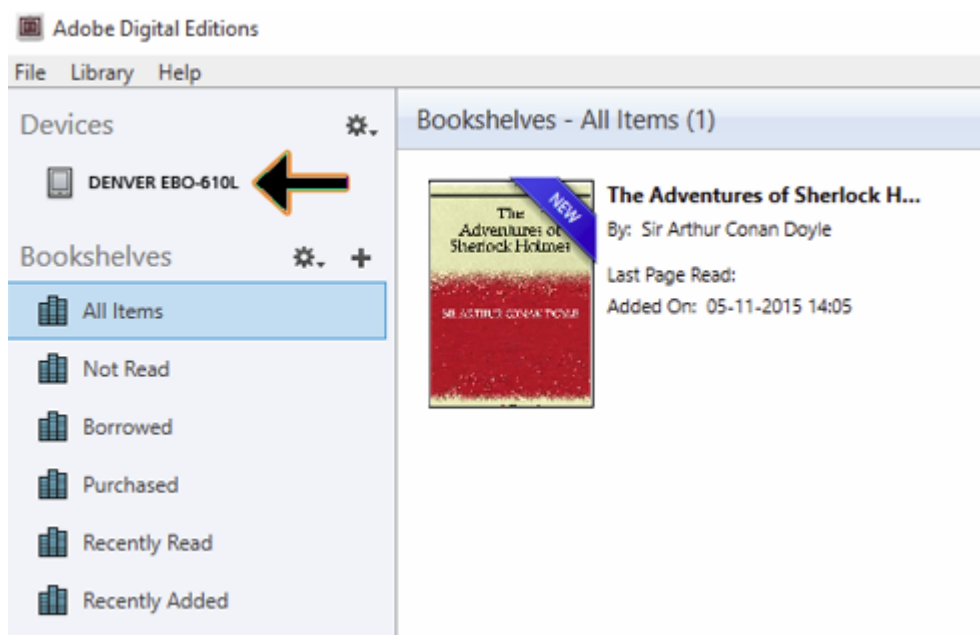 Adobe Digital Editions
File Library Help
Devices
DENVER EBO-610L
Bookshelves
All Items
Not Read
Borrowed
Purchased
Recently Read
Recently Added
Bookshelves - All Items (1)
The
Adventures of
Sherlock Holmes
SIR ARTHUR CONAN DOYLE
NEW
The Adventures of Sherlock H...
By: Sir Arthur Conan Doyle
Last Page Read:
Added On: 05-11-2015 14:05